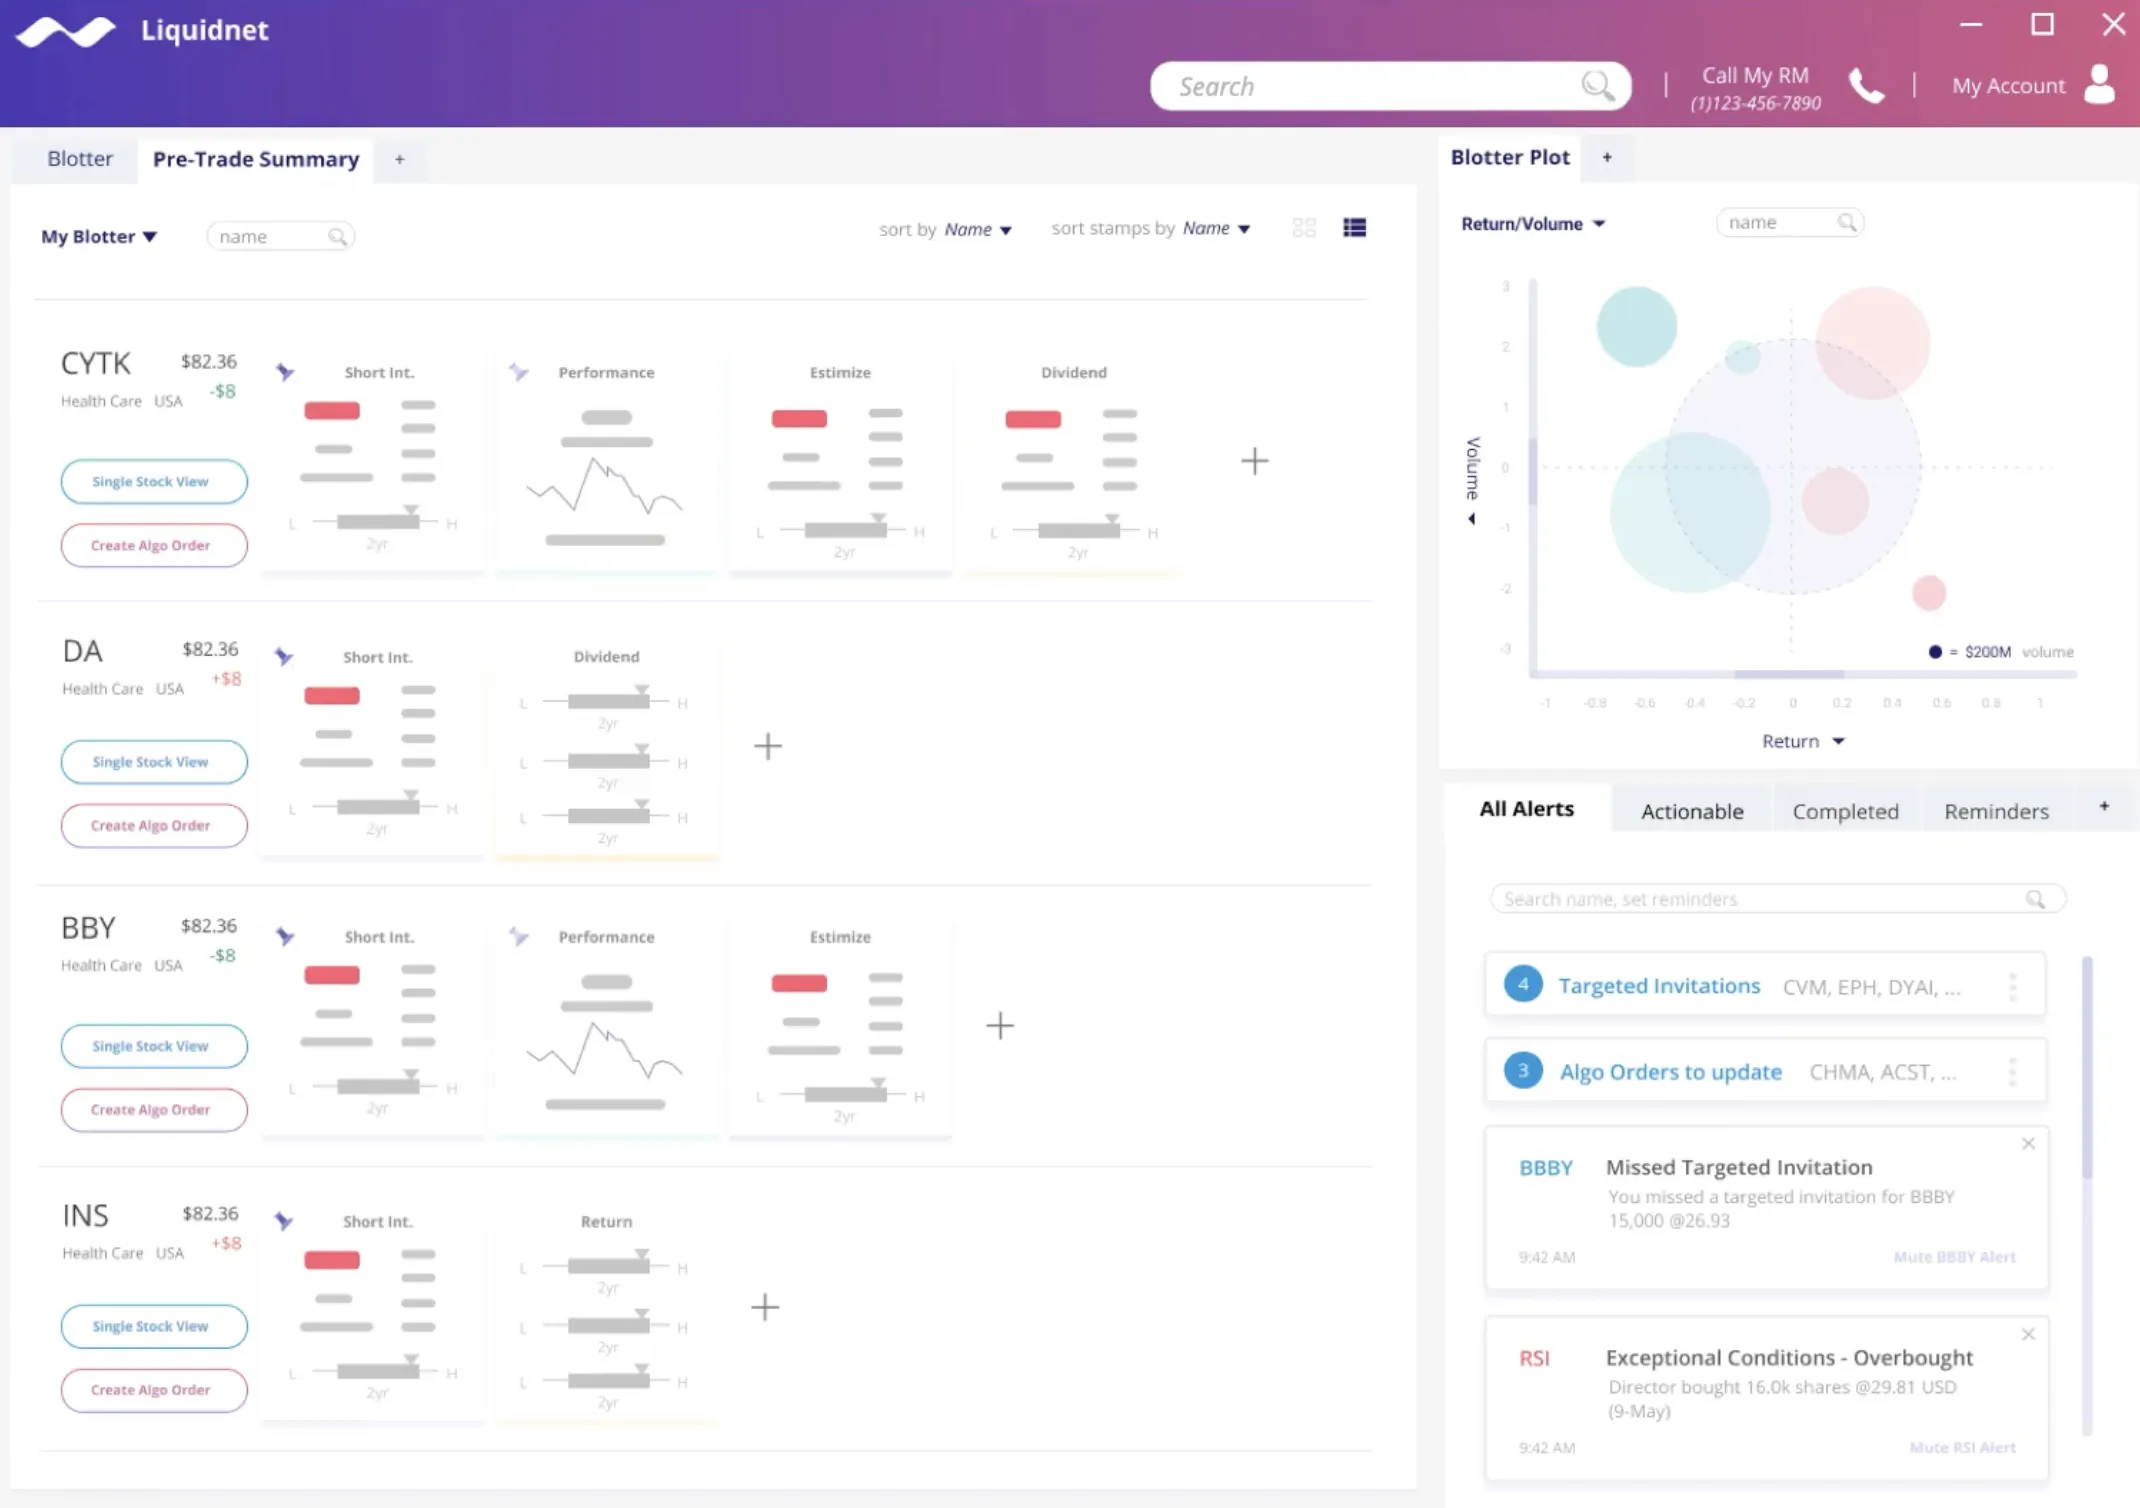 Liquidnet
Search
Call My RM
(1)123-456-7890
My Account
Blotter
Pre-Trade Summary
+
My Blotter
name
sort by Name
sort stamps by Name
CYTK
$82.36
-$8
Health Care USA
Single Stock View
Create Algo Order
Short Int.
L
H
2yr
Performance
Estimize
L
H
2yr
Dividend
L
H
2yr
DA
$82.36
+$8
Health Care USA
Single Stock View
Create Algo Order
Short Int.
L
H
2yr
Dividend
L
H
2yr
L
H
2yr
L
H
2yr
BBY
$82.36
-$8
Health Care USA
Single Stock View
Create Algo Order
Short Int.
L
H
2yr
Performance
Estimize
L
H
2yr
INS
$82.36
+$8
Health Care USA
Single Stock View
Create Algo Order
Short Int.
L
H
2yr
Return
L
H
2yr
L
H
2yr
L
H
2yr
Blotter Plot
+
Return/Volume
name
3
2
1
0
-1
-2
-3
Volume
= $200M volume
-1 -0.8 -0.6 -0.4 -0.2 0 0.2 0.4 0.6 0.8 1
Return
All Alerts
Actionable
Completed
Reminders
+
Search name, set reminders
4 Targeted Invitations CVM, EPH, DYAI, ...
3 Algo Orders to update CHMA, ACST, ...
BBBY Missed Targeted Invitation
You missed a targeted invitation for BBBY
15,000 @26.93
9:42 AM
Mute BBBY Alert
RSI Exceptional Conditions - Overbought
Director bought 16.0k shares @29.81 USD
(9-May)
9:42 AM
Mute RSI Alert